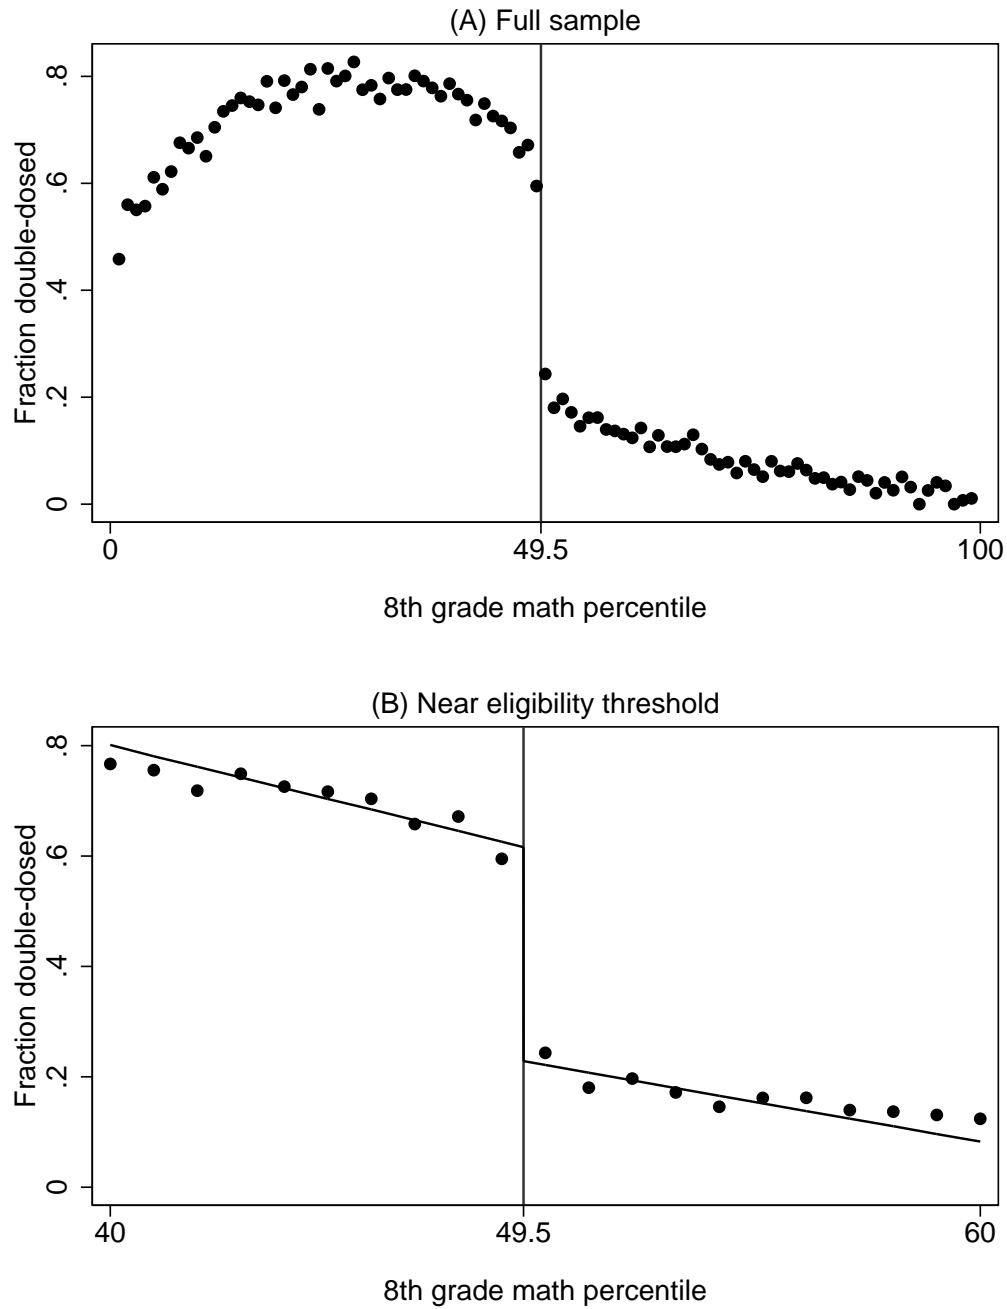 (A) Full sample
Fraction double-dosed
.8
.6
.4
.2
0
0
49.5
100
8th grade math percentile
(B) Near eligibility threshold
Fraction double-dosed
.8
.6
.4
.2
0
40
49.5
60
8th grade math percentile